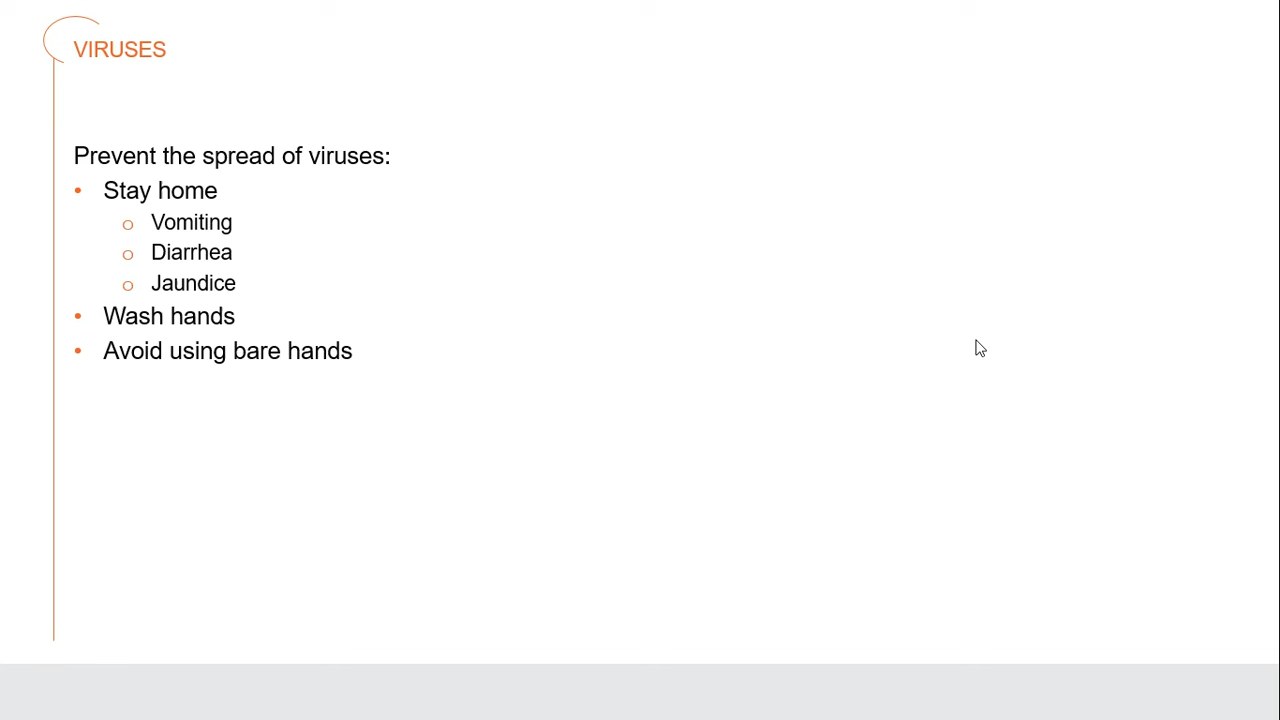 VIRUSES
Prevent the spread of viruses:
• Stay home
o Vomiting
o Diarrhea
o Jaundice
• Wash hands
• Avoid using bare hands